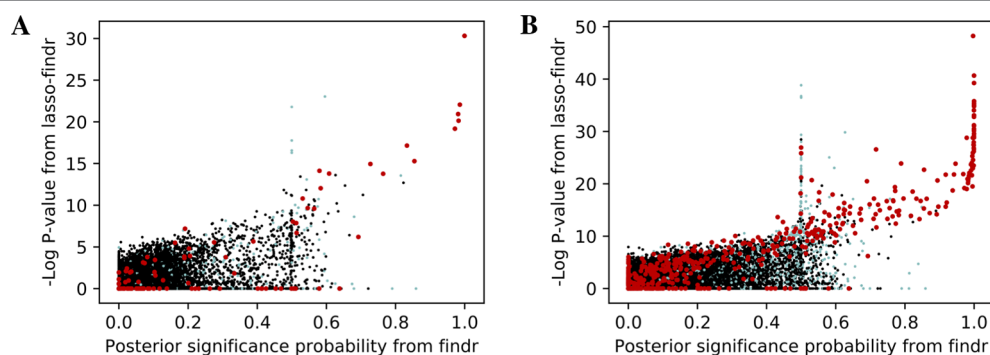 A
-Log P-value from lasso-findr
30
25
20
15
10
5
0
0.0 0.2 0.4 0.6 0.8 1.0
Posterior significance probability from findr
B
-Log P-value from lasso-findr
50
40
30
20
10
0
0.0 0.2 0.4 0.6 0.8 1.0
Posterior significance probability from findr